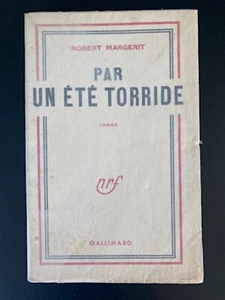 ROBERT MARGERIT
PAR
UN ÉTÉ TORRIDE
roman
nrf
GALLIMARD